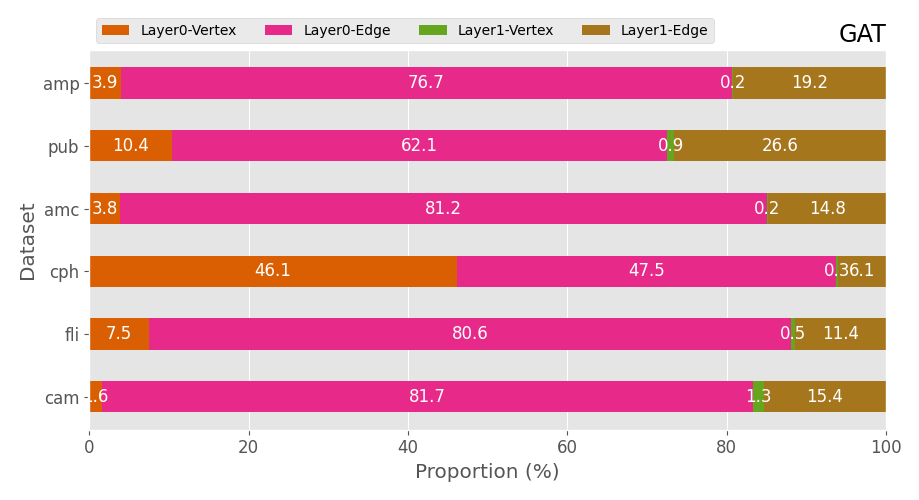 Layer0-Vertex Layer0-Edge Layer1-Vertex Layer1-Edge GAT
amp 3.9 76.7 0.2 19.2
pub 10.4 62.1 0.9 26.6
amc 3.8 81.2 0.2 14.8
cph 46.1 47.5 0.3 6.1
fli 7.5 80.6 0.5 11.4
cam .6 81.7 1.3 15.4
0 20 40 60 80 100
Proportion (%)
Dataset